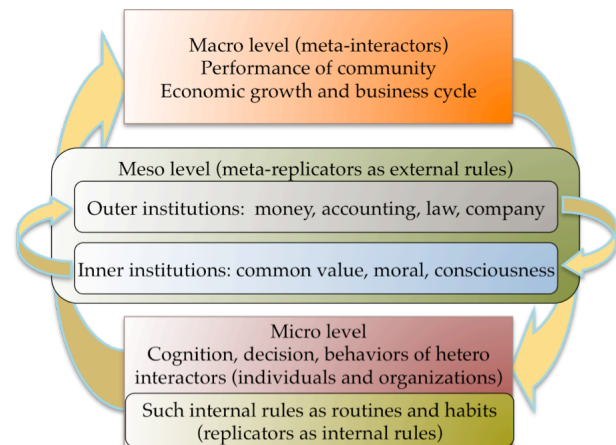 Macro level (meta-interactors)
Performance of community
Economic growth and business cycle
Meso level (meta-replicators as external rules)
Outer institutions: money, accounting, law, company
Inner institutions: common value, moral, consciousness
Micro level
Cognition, decision, behaviors of hetero
interactors (individuals and organizations)
Such internal rules as routines and habits
(replicators as internal rules)